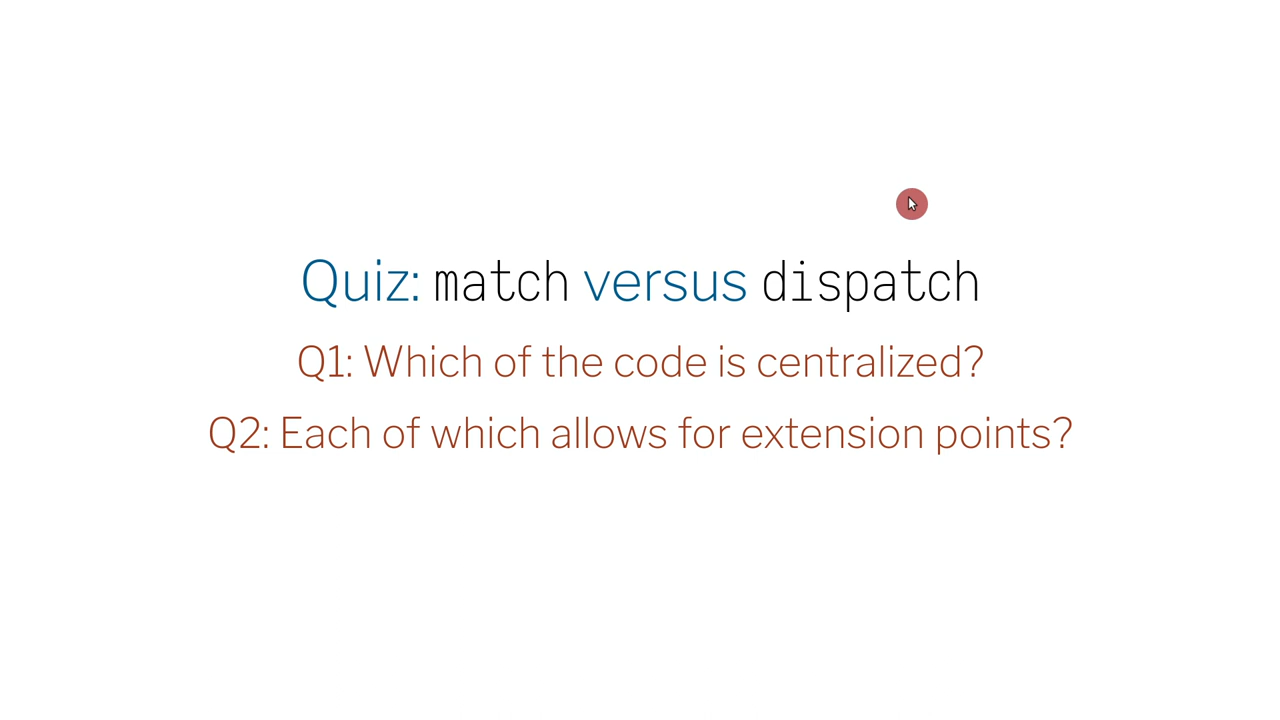 Quiz: match versus dispatch
Q1: Which of the code is centralized?
Q2: Each of which allows for extension points?